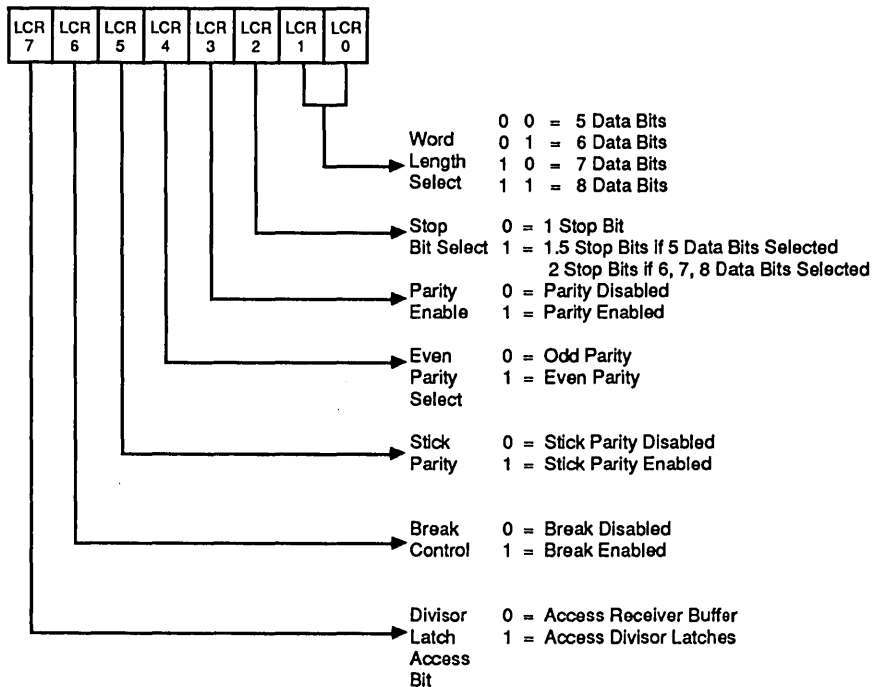 LCR LCR LCR LCR LCR LCR LCR LCR
7 6 5 4 3 2 1 0
0 0 = 5 Data Bits
Word 0 1 = 6 Data Bits
Length 1 0 = 7 Data Bits
Select 1 1 = 8 Data Bits
Stop 0 = 1 Stop Bit
Bit Select 1 = 1.5 Stop Bits if 5 Data Bits Selected
2 Stop Bits if 6, 7, 8 Data Bits Selected
Parity 0 = Parity Disabled
Enable 1 = Parity Enabled
Even 0 = Odd Parity
Parity 1 = Even Parity
Select
Stick 0 = Stick Parity Disabled
Parity 1 = Stick Parity Enabled
Break 0 = Break Disabled
Control 1 = Break Enabled
Divisor 0 = Access Receiver Buffer
Latch 1 = Access Divisor Latches
Access
Bit